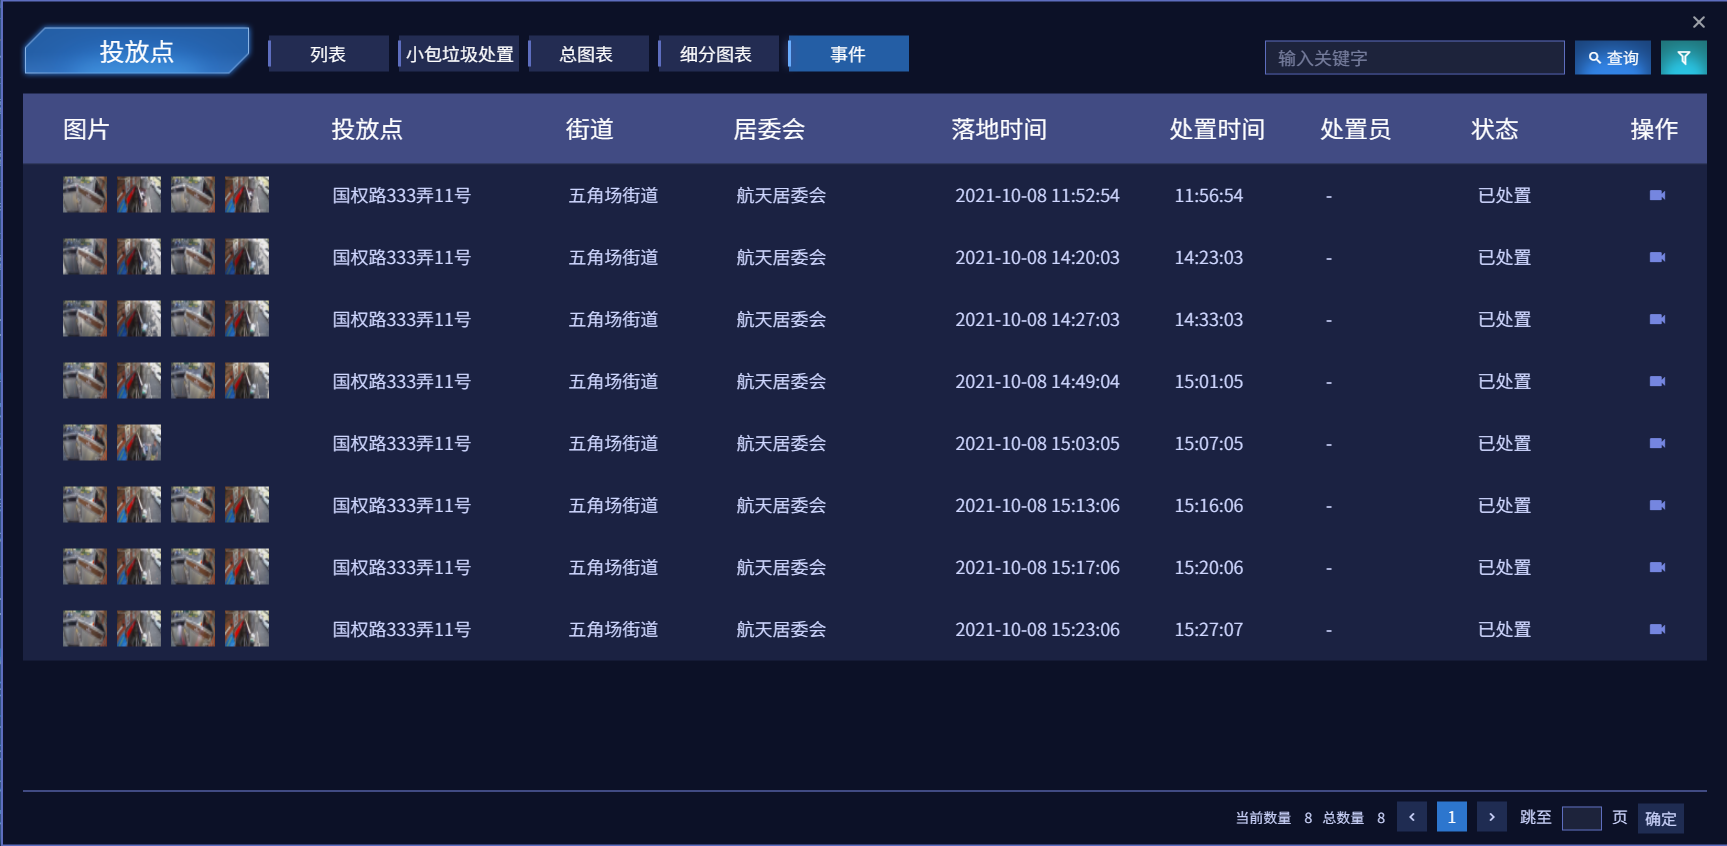 投放点 列表 小包垃圾处置 总图表 细分图表 事件 输入关键字 查询
图片 投放点 街道 居委会 落地时间 处置时间 处置员 状态 操作
国权路333弄11号 五角场街道 航天居委会 2021-10-08 11:52:54 11:56:54 - 已处置
国权路333弄11号 五角场街道 航天居委会 2021-10-08 14:20:03 14:23:03 - 已处置
国权路333弄11号 五角场街道 航天居委会 2021-10-08 14:27:03 14:33:03 - 已处置
国权路333弄11号 五角场街道 航天居委会 2021-10-08 14:49:04 15:01:05 - 已处置
国权路333弄11号 五角场街道 航天居委会 2021-10-08 15:03:05 15:07:05 - 已处置
国权路333弄11号 五角场街道 航天居委会 2021-10-08 15:13:06 15:16:06 - 已处置
国权路333弄11号 五角场街道 航天居委会 2021-10-08 15:17:06 15:20:06 - 已处置
国权路333弄11号 五角场街道 航天居委会 2021-10-08 15:23:06 15:27:07 - 已处置
当前数量 8 总数量 8 1 跳至 页 确定